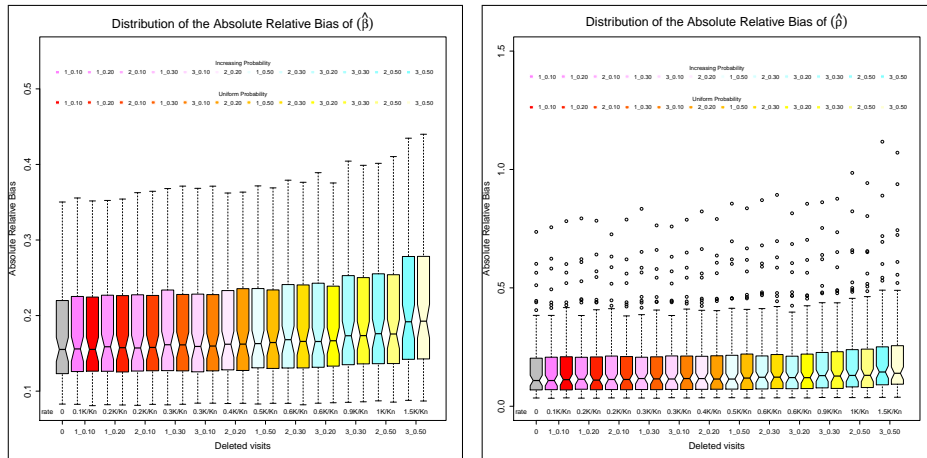 Distribution of the Absolute Relative Bias of (β̂)
Increasing Probability
1_0.10 1_0.20 2_0.10 1_0.30 3_0.10 2_0.20 1_0.50 2_0.30 3_0.20 3_0.30 2_0.50 3_0.50
Uniform Probability
1_0.10 1_0.20 2_0.10 1_0.30 3_0.10 2_0.20 1_0.50 2_0.30 3_0.20 3_0.30 2_0.50 3_0.50
Absolute Relative Bias
0.5
0.4
0.3
0.2
0.1
rate 0 0.1K/Kn 0.2K/Kn 0.2K/Kn 0.3K/Kn 0.3K/Kn 0.4K/Kn 0.5K/Kn 0.6K/Kn 0.6K/Kn 0.9K/Kn 1K/Kn 1.5K/Kn
0 1_0.10 1_0.20 2_0.10 1_0.30 3_0.10 2_0.20 1_0.50 2_0.30 3_0.20 3_0.30 2_0.50 3_0.50
Deleted visits
Distribution of the Absolute Relative Bias of (ρ̂)
Increasing Probability
1_0.10 1_0.20 2_0.10 1_0.30 3_0.10 2_0.20 1_0.50 2_0.30 3_0.20 3_0.30 2_0.50 3_0.50
Uniform Probability
1_0.10 1_0.20 2_0.10 1_0.30 3_0.10 2_0.20 1_0.50 2_0.30 3_0.20 3_0.30 2_0.50 3_0.50
Absolute Relative Bias
1.5
1.0
0.5
0.0
rate 0 0.1K/Kn 0.2K/Kn 0.2K/Kn 0.3K/Kn 0.3K/Kn 0.4K/Kn 0.5K/Kn 0.6K/Kn 0.6K/Kn 0.9K/Kn 1K/Kn 1.5K/Kn
0 1_0.10 1_0.20 2_0.10 1_0.30 3_0.10 2_0.20 1_0.50 2_0.30 3_0.20 3_0.30 2_0.50 3_0.50
Deleted visits